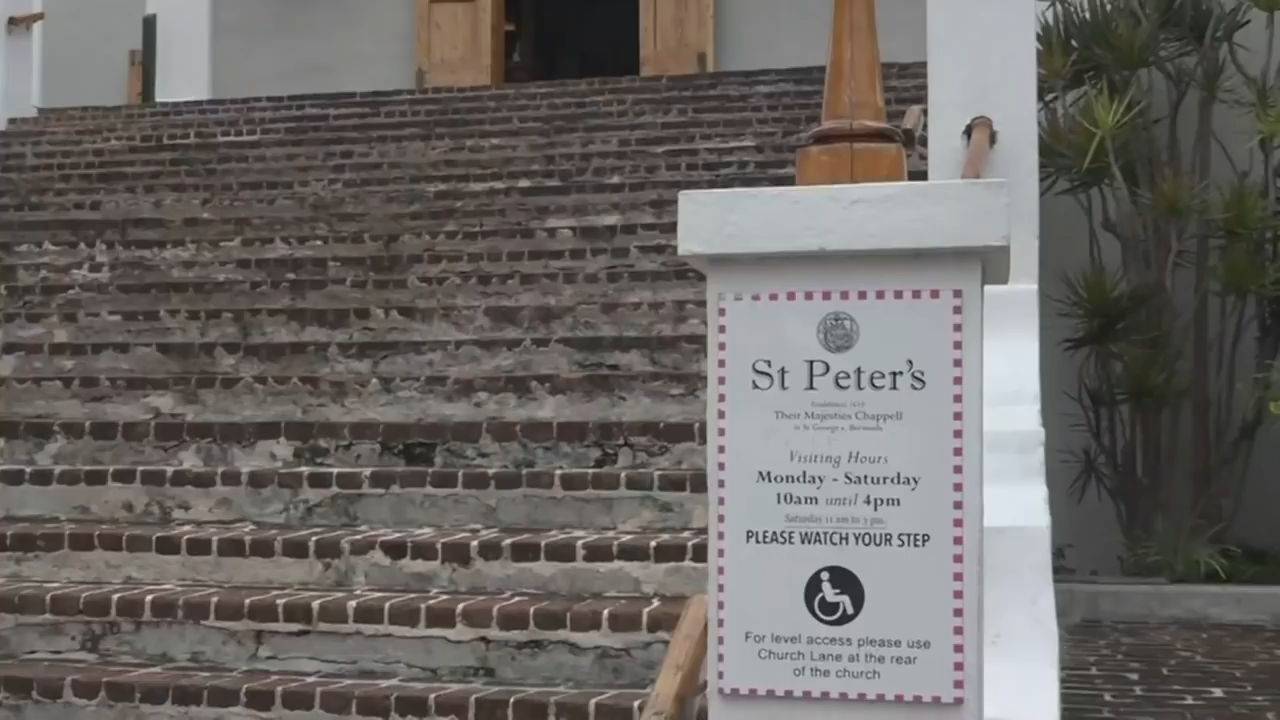 St Peter's
Established 1612
Their Majesties Chappell
in St George's, Bermuda
Visiting Hours
Monday - Saturday
10am until 4pm
Saturday 11 am to 3 pm.
PLEASE WATCH YOUR STEP
For level access please use
Church Lane at the rear
of the church